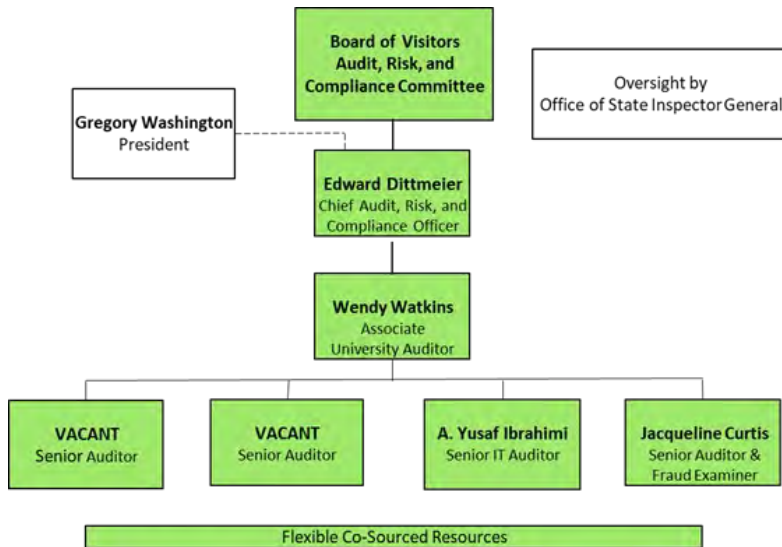 Board of Visitors
Audit, Risk, and
Compliance Committee
Oversight by
Office of State Inspector General
Gregory Washington
President
Edward Dittmeier
Chief Audit, Risk, and
Compliance Officer
Wendy Watkins
Associate
University Auditor
VACANT
Senior Auditor
VACANT
Senior Auditor
A. Yusaf Ibrahimi
Senior IT Auditor
Jacqueline Curtis
Senior Auditor &
Fraud Examiner
Flexible Co-Sourced Resources